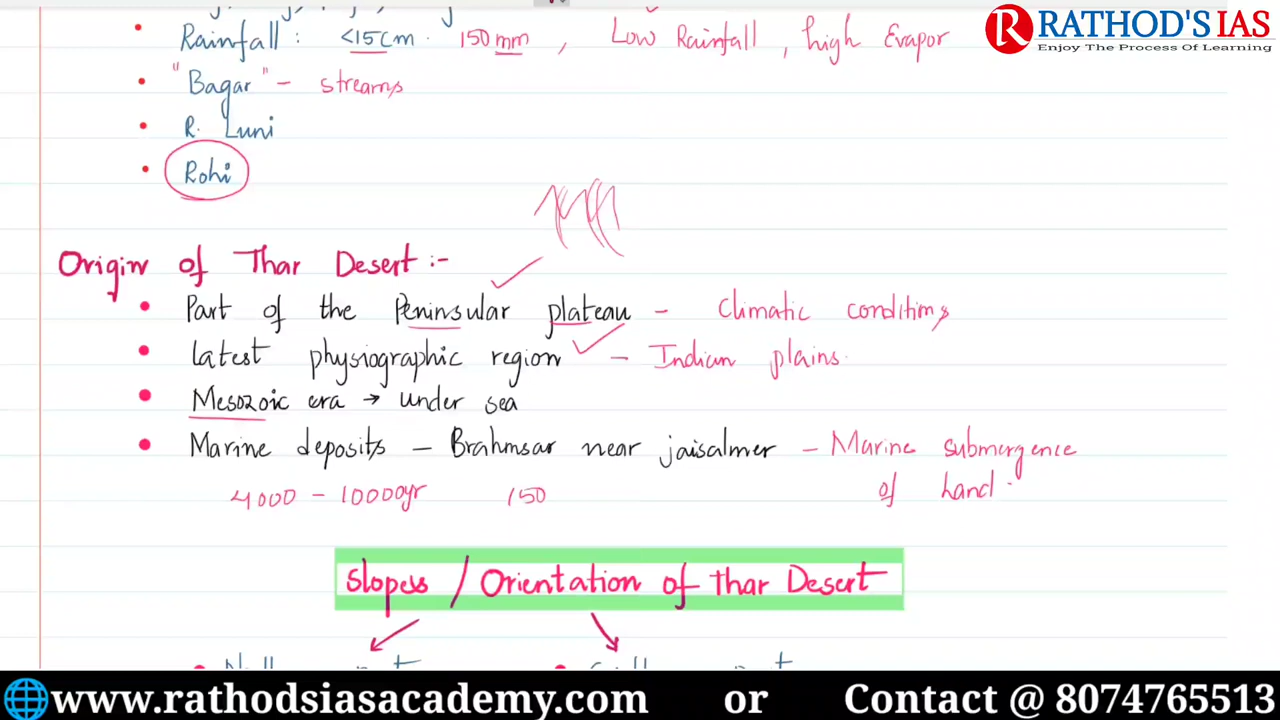 RATHOD'S IAS
Enjoy The Process Of Learning
• Rainfall : <15cm. 150mm , Low Rainfall , high Evapor
• "Bagar" - streams
• R. Luni
• Rohi
Origin of Thar Desert :-
• Part of the Peninsular plateau - Climatic conditions
• Latest physiographic region - Indian plains.
• Mesozoic era → under sea
• Marine deposits - Brahmsar near jaisalmer - Marine submergence
of Land.
4000 - 10000yr 150
Slopes / Orientation of Thar Desert
www.rathodsiasacademy.com or Contact @ 8074765513